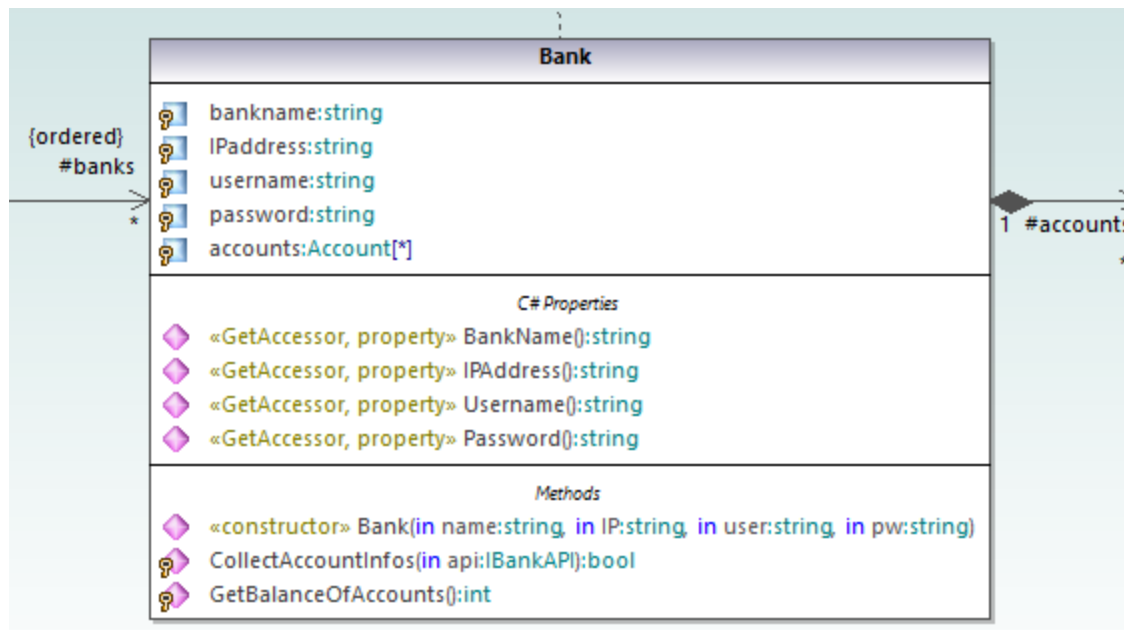 Bank
bankname:string
IPaddress:string
username:string
password:string
accounts:Account[*]
{ordered}
#banks
*
1 #accounts
*
C# Properties
«GetAccessor, property» BankName():string
«GetAccessor, property» IPAddress():string
«GetAccessor, property» Username():string
«GetAccessor, property» Password():string
Methods
«constructor» Bank(in name:string, in IP:string, in user:string, in pw:string)
CollectAccountInfos(in api:IBankAPI):bool
GetBalanceOfAccounts():int